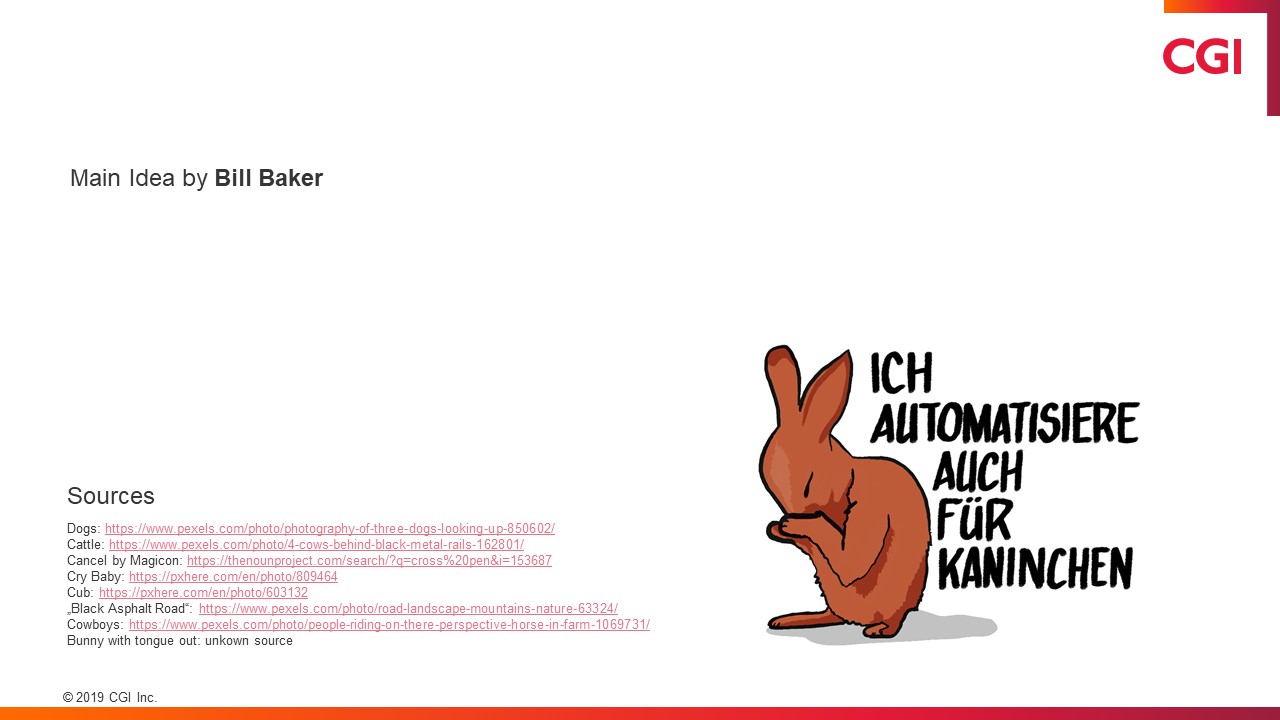 CGI
Main Idea by Bill Baker
ICH
AUTOMATISIERE
AUCH
FÜR
KANINCHEN
Sources
Dogs: https://www.pexels.com/photo/photography-of-three-dogs-looking-up-850602/
Cattle: https://www.pexels.com/photo/4-cows-behind-black-metal-rails-162801/
Cancel by Magicon: https://thenounproject.com/search/?q=cross%20pen&i=153687
Cry Baby: https://pxhere.com/en/photo/809464
Cub: https://pxhere.com/en/photo/603132
„Black Asphalt Road“: https://www.pexels.com/photo/road-landscape-mountains-nature-63324/
Cowboys: https://www.pexels.com/photo/people-riding-on-there-perspective-horse-in-farm-1069731/
Bunny with tongue out: unkown source
© 2019 CGI Inc.